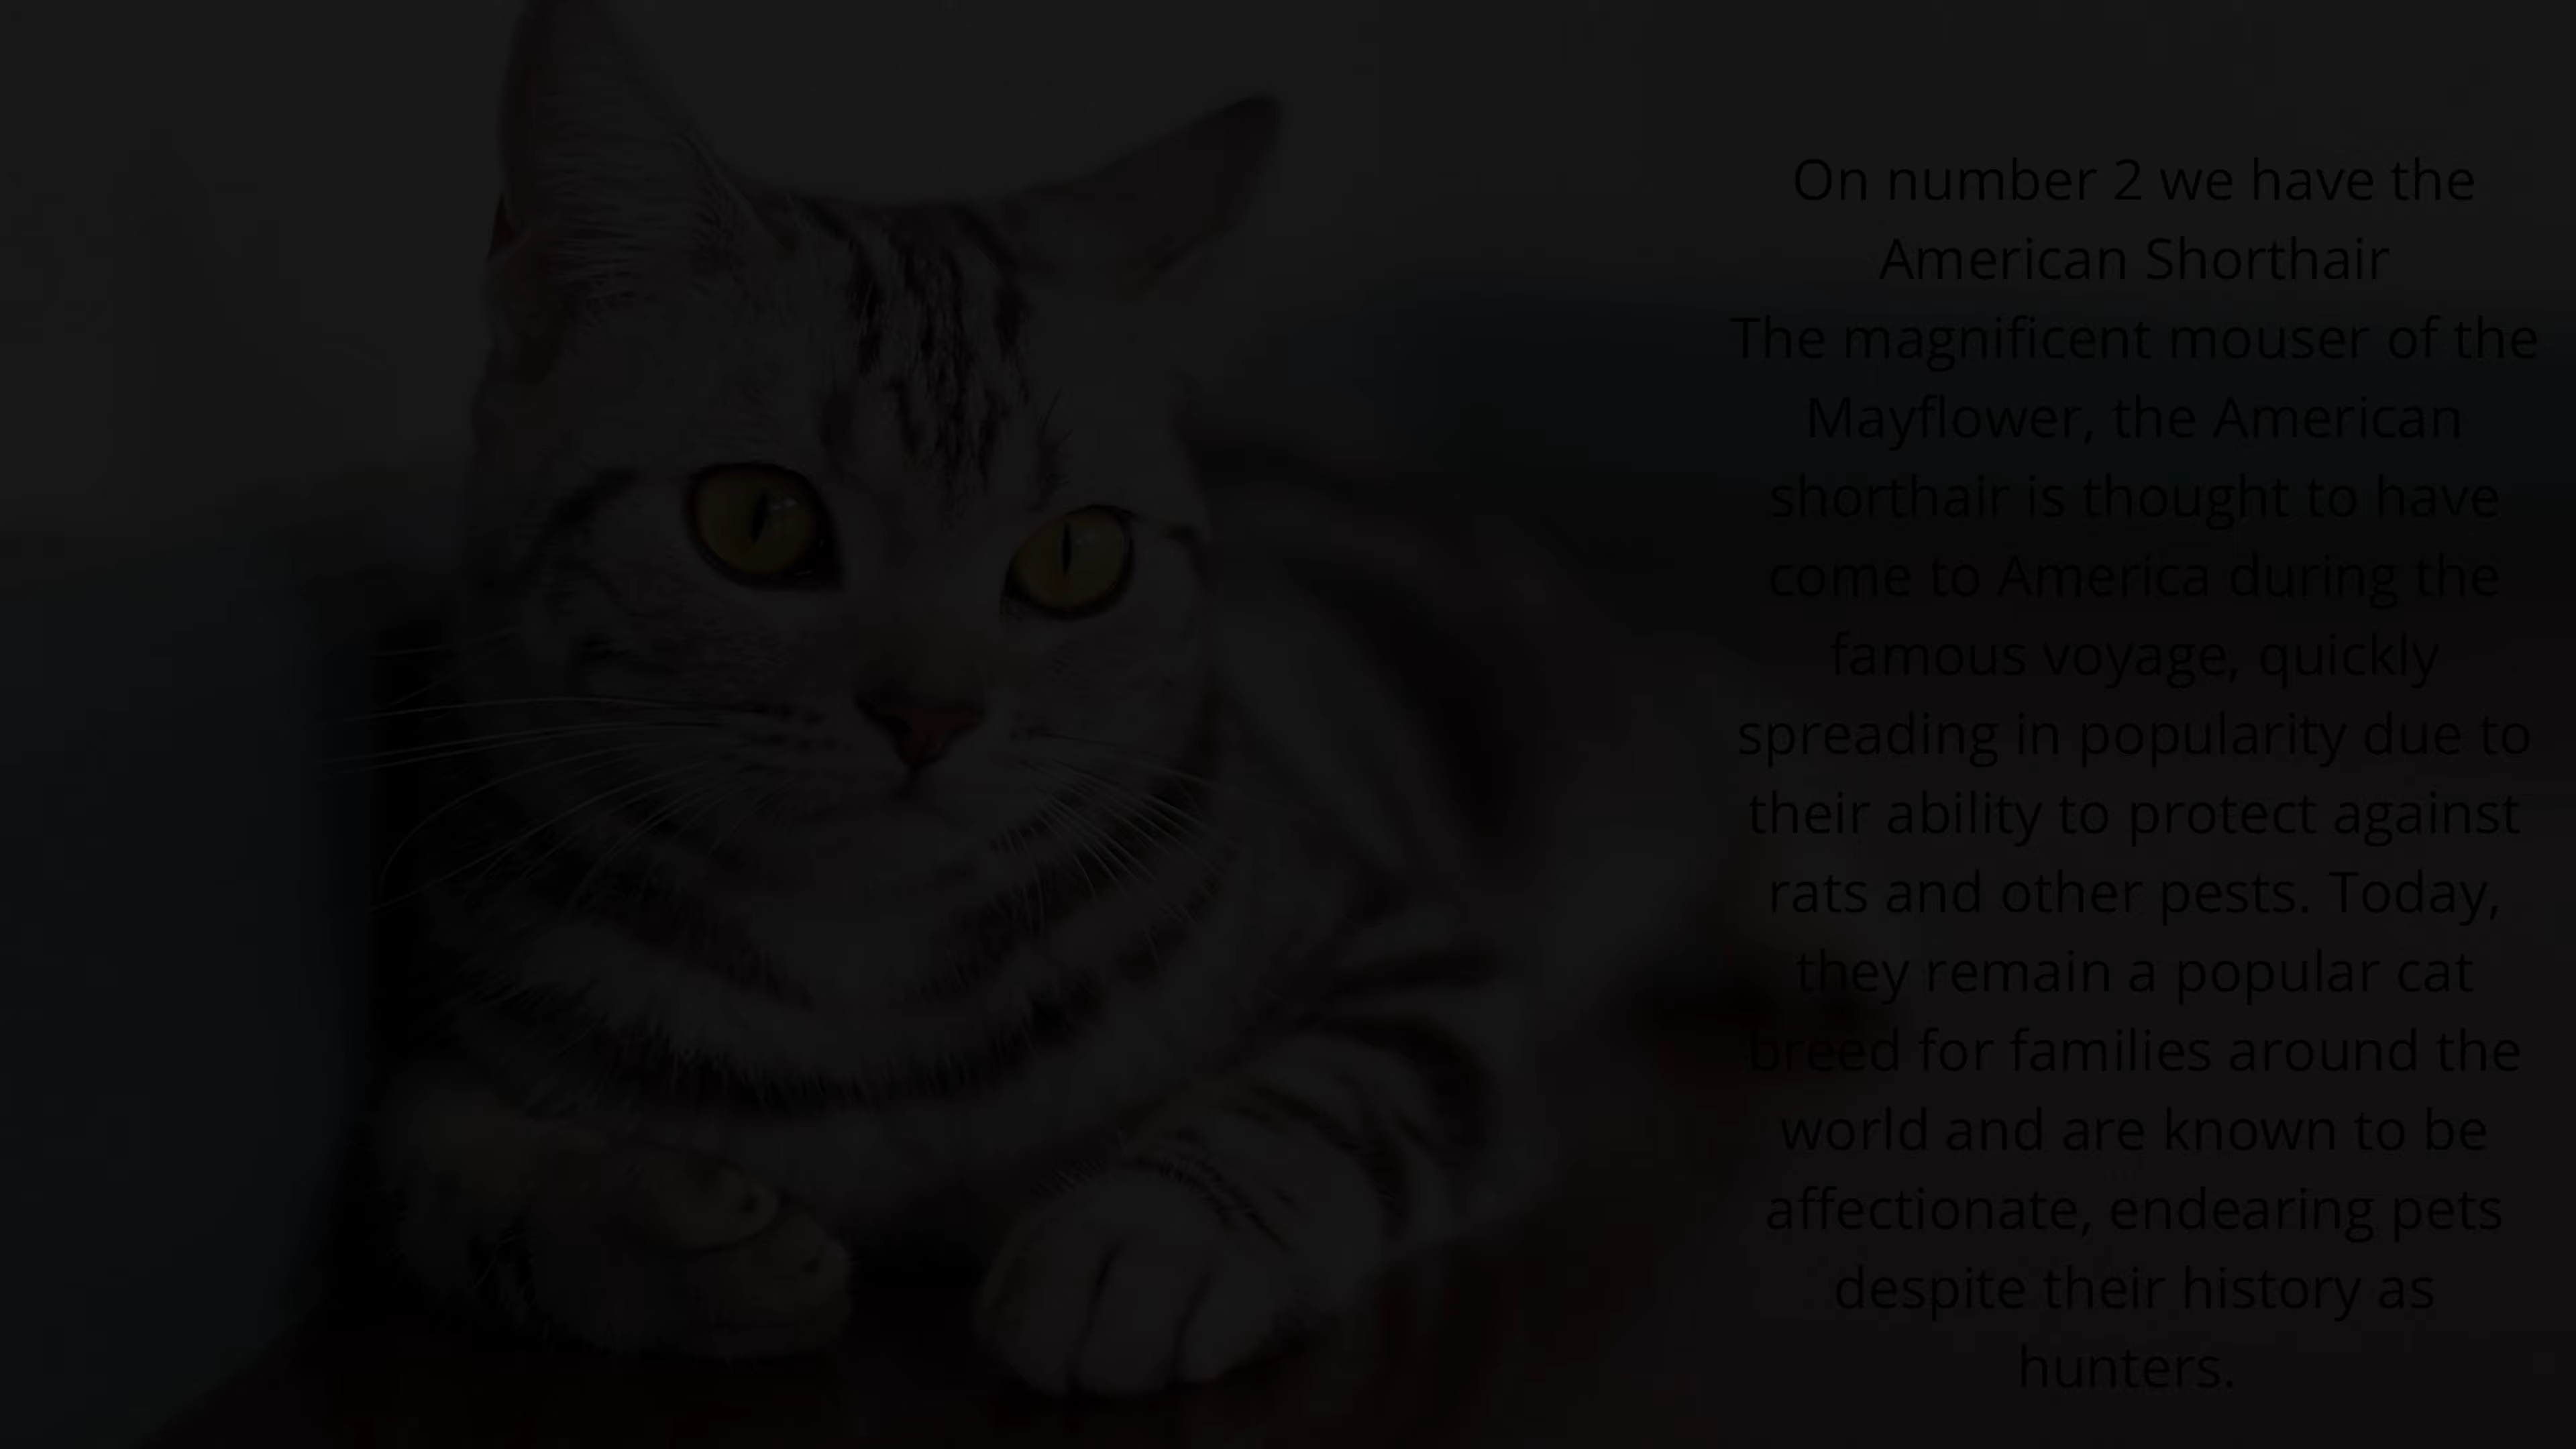 On number 2 we have the
American Shorthair
The magnificent mouser of the
Mayflower, the American
shorthair is thought to have
come to America during the
famous voyage, quickly
spreading in popularity due to
their ability to protect against
rats and other pests. Today,
they remain a popular cat
breed for families around the
world and are known to be
affectionate, endearing pets
despite their history as
hunters.